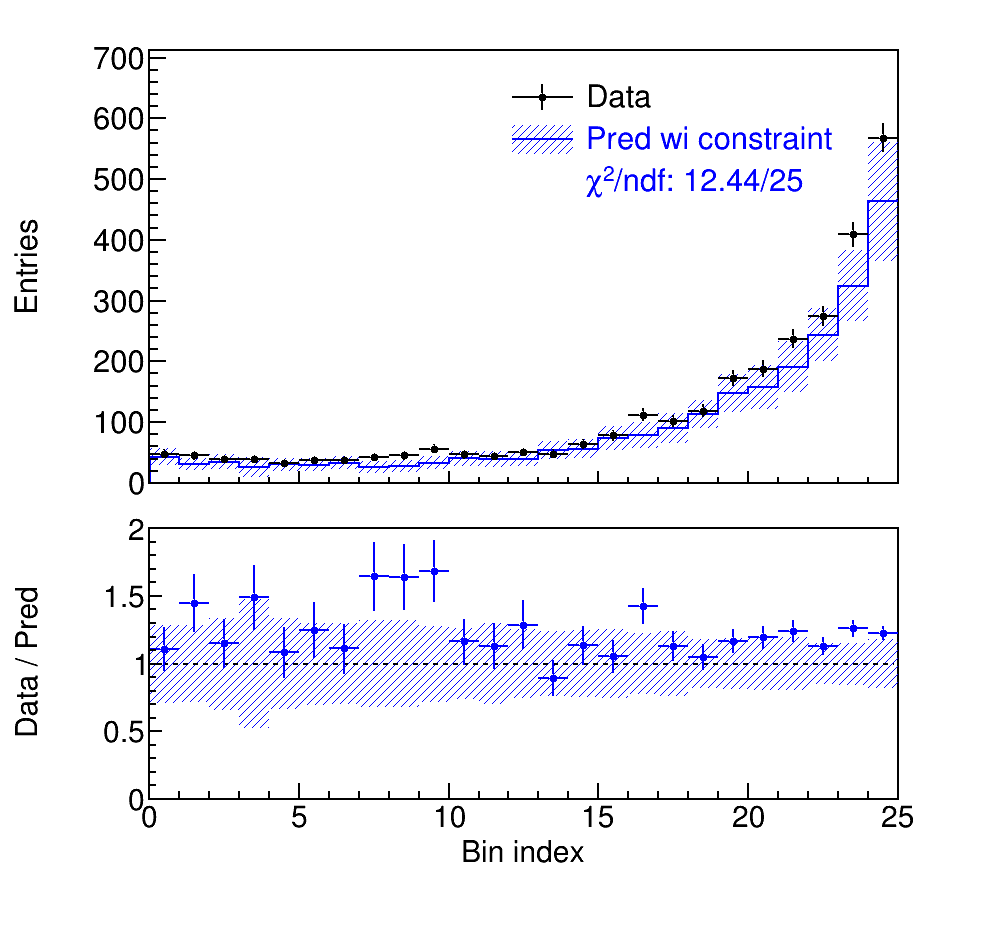 700
600
500
400
300
200
100
0
Entries
Data
Pred wi constraint
χ²/ndf: 12.44/25
2
1.5
1
0.5
0
Data / Pred
0 5 10 15 20 25
Bin index